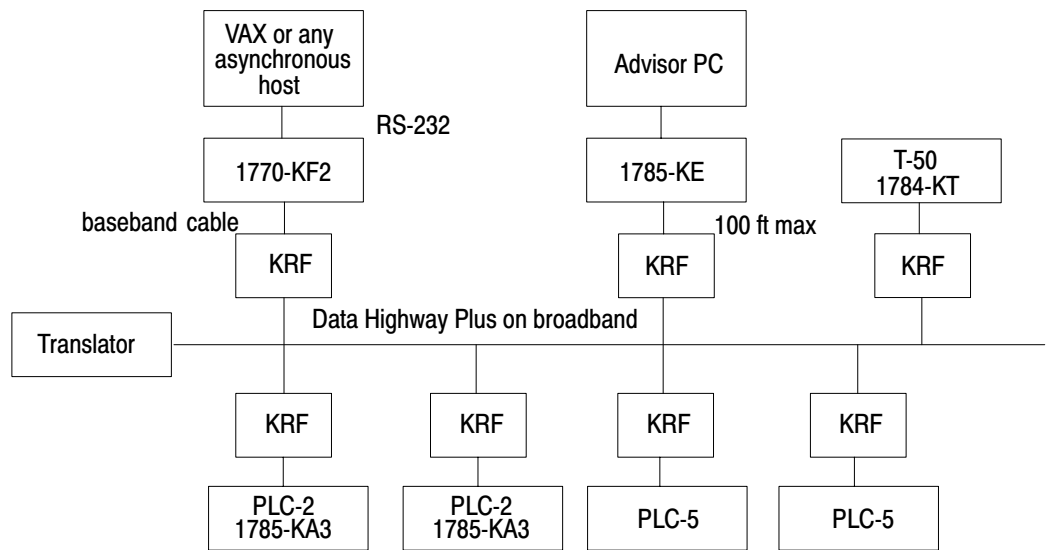 VAX or any
asynchronous
host
Advisor PC
RS-232
1770-KF2
1785-KE
T-50
1784-KT
baseband cable
100 ft max
KRF
KRF
KRF
Data Highway Plus on broadband
Translator
KRF
KRF
KRF
KRF
PLC-2
1785-KA3
PLC-2
1785-KA3
PLC-5
PLC-5